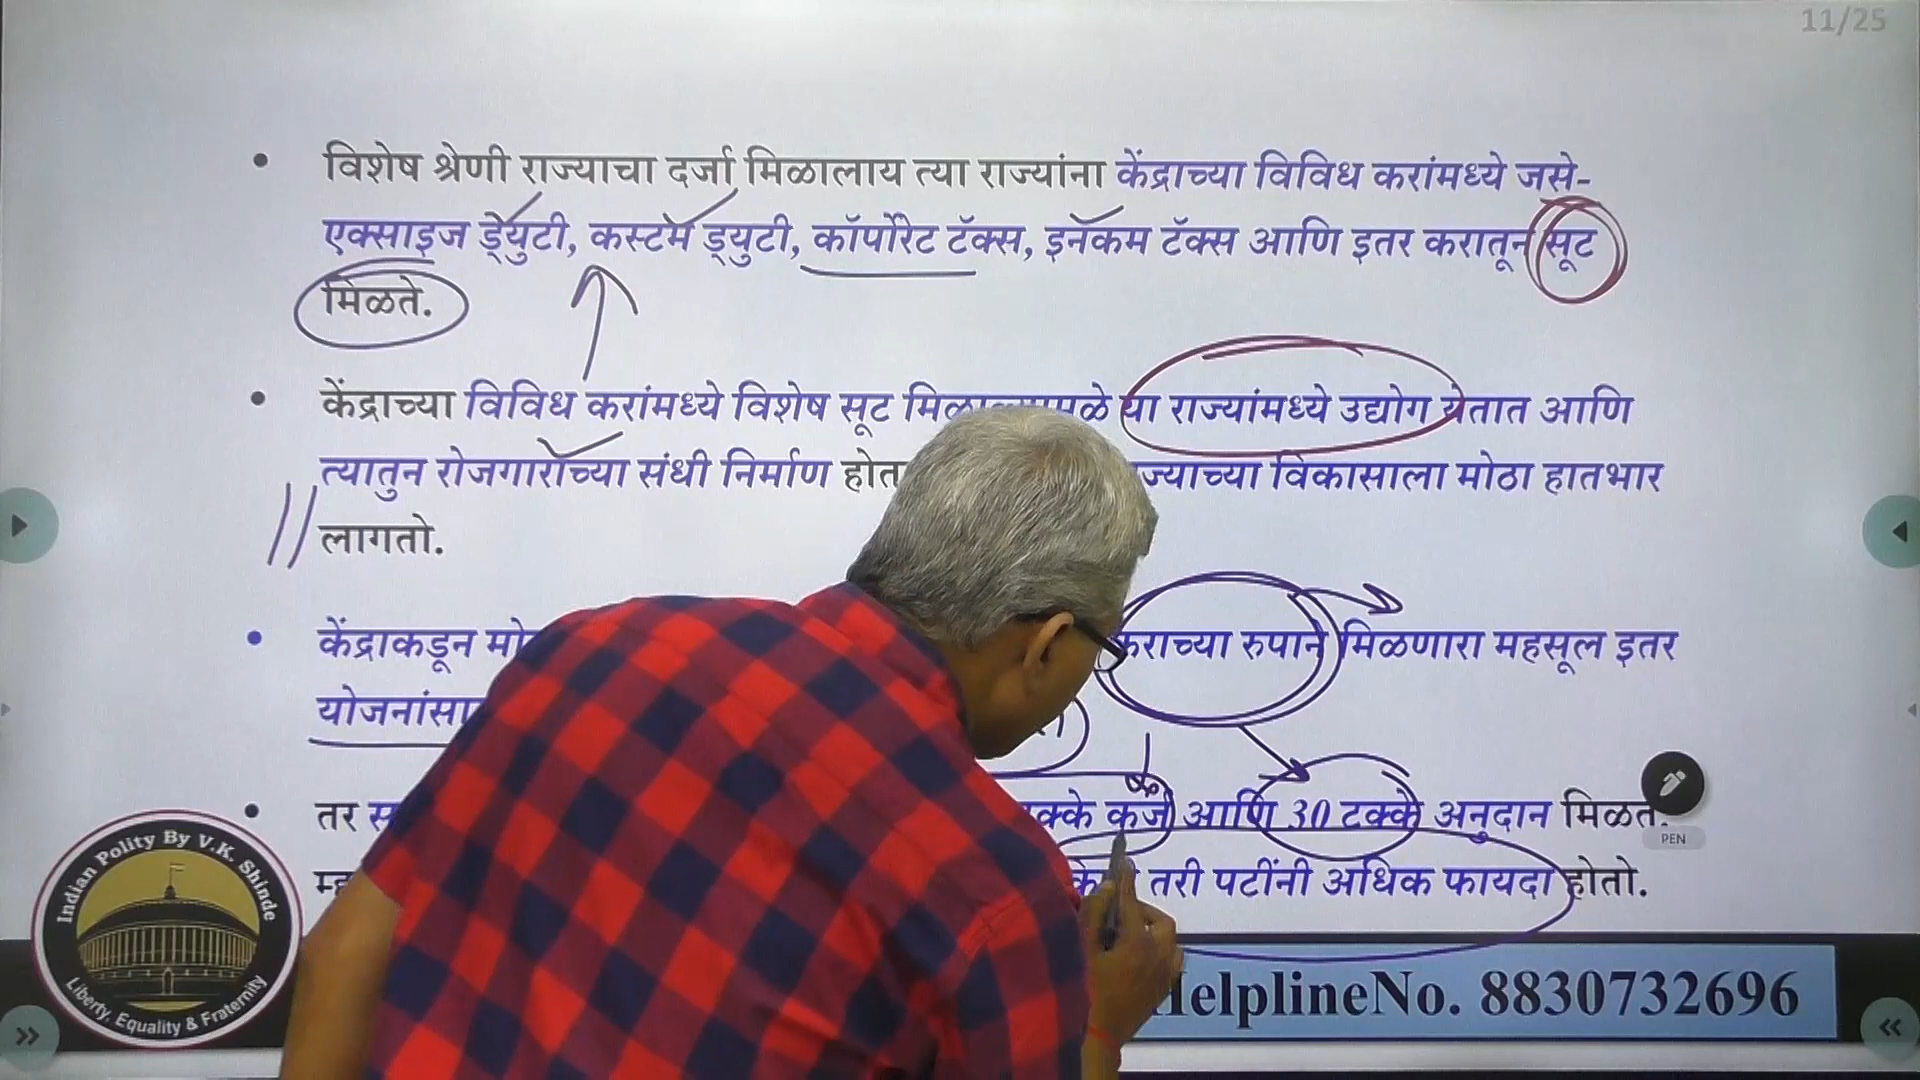 11/25
विशेष श्रेणी राज्याचा दर्जा मिळालाय त्या राज्यांना केंद्राच्या विविध करांमध्ये जसे-
एक्साइज ड्युटी, कस्टम ड्युटी, कॉर्पोरेट टॅक्स, इनकम टॅक्स आणि इतर करातून सूट
मिळते.
केंद्राच्या विविध करांमध्ये विशेष सूट या राज्यांमध्ये उद्योग येतात आणि
त्यातुन रोजगाराच्या संधी निर्माण विकासाला मोठा हातभार
लागतो.
केंद्राकडून कराच्या रुपाने मिळणारा महसूल इतर
तर कर्ज आणि 30 टक्के अनुदान मिळते.
तरी पटींनी अधिक फायदा होतो.
PEN
Indian Polity By V.K. Shinde
Liberty, Equality & Fraternity
HelplineNo. 8830732696